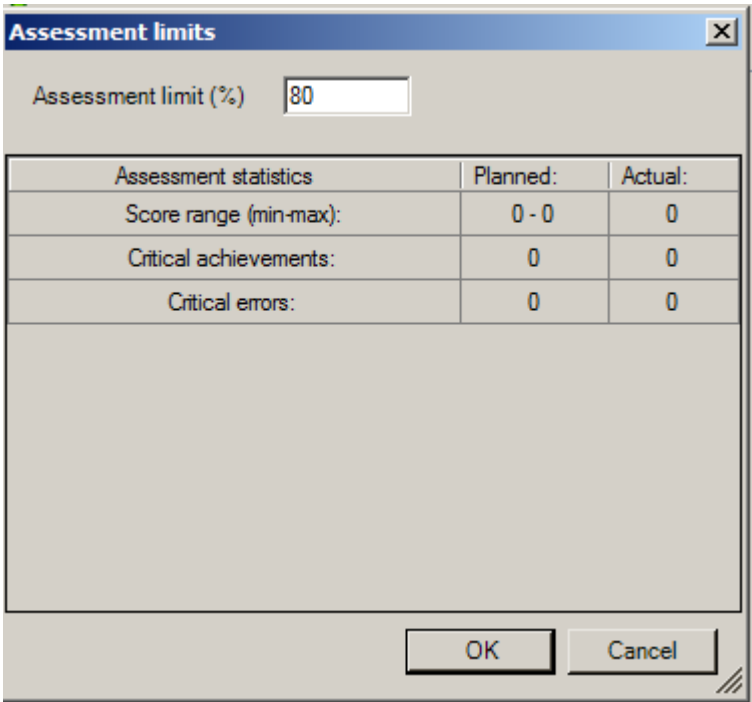 Assessment limits
Assessment limit (%) 80
Assessment statistics Planned: Actual:
Score range (min-max): 0 - 0 0
Critical achievements: 0 0
Critical errors: 0 0
OK Cancel